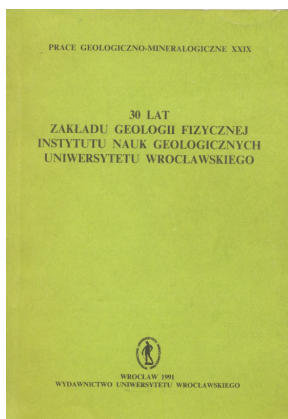 PRACE GEOLOGICZNO-MINERALOGICZNE XXIX
30 LAT
ZAKŁADU GEOLOGII FIZYCZNEJ
INSTYTUTU NAUK GEOLOGICZNYCH
UNIWERSYTETU WROCŁAWSKIEGO
WROCŁAW 1991
WYDAWNICTWO UNIWERSYTETU WROCŁAWSKIEGO